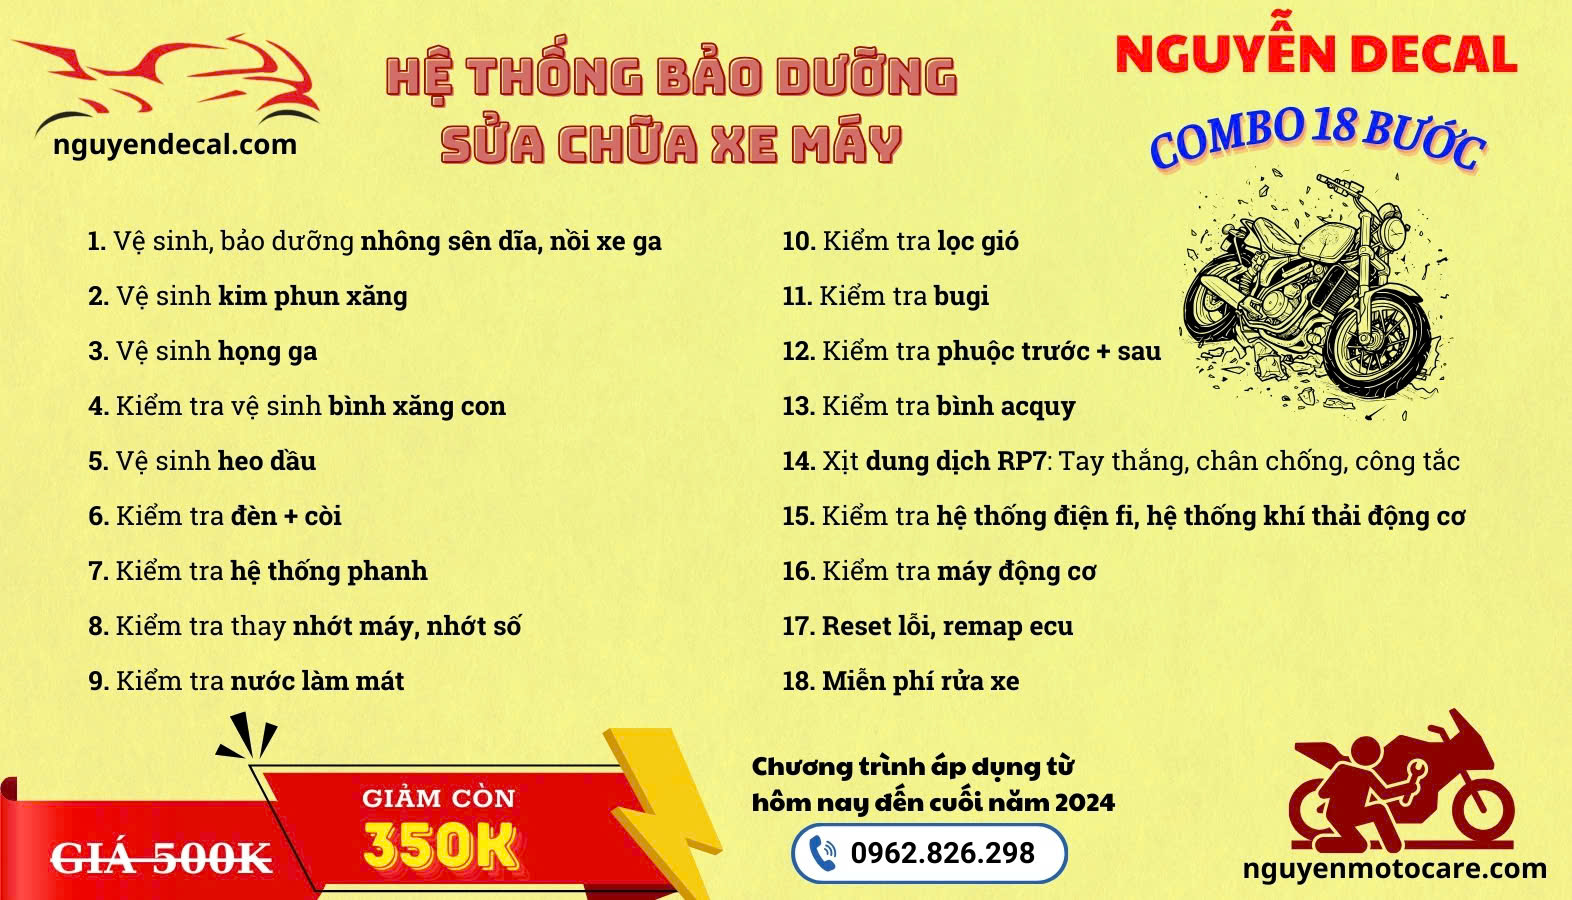 nguyendecal.com
HỆ THỐNG BẢO DƯỠNG
SỬA CHỮA XE MÁY
NGUYỄN DECAL
COMBO 18 BƯỚC
1. Vệ sinh, bảo dưỡng nhông sên dĩa, nồi xe ga
2. Vệ sinh kim phun xăng
3. Vệ sinh họng ga
4. Kiểm tra vệ sinh bình xăng con
5. Vệ sinh heo dầu
6. Kiểm tra đèn + còi
7. Kiểm tra hệ thống phanh
8. Kiểm tra thay nhớt máy, nhớt số
9. Kiểm tra nước làm mát
10. Kiểm tra lọc gió
11. Kiểm tra bugi
12. Kiểm tra phuộc trước + sau
13. Kiểm tra bình acquy
14. Xịt dung dịch RP7: Tay thắng, chân chống, công tắc
15. Kiểm tra hệ thống điện fi, hệ thống khí thải động cơ
16. Kiểm tra máy động cơ
17. Reset lỗi, remap ecu
18. Miễn phí rửa xe
GIÁ 500K
GIẢM CÒN
350K
Chương trình áp dụng từ
hôm nay đến cuối năm 2024
0962.826.298
nguyenmotocare.com